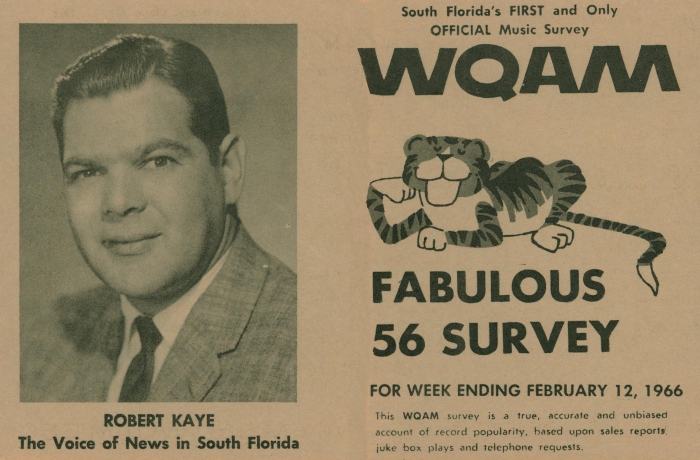 ROBERT KAYE
The Voice of News in South Florida
South Florida's FIRST and Only
OFFICIAL Music Survey
WQAM
FABULOUS
56 SURVEY
FOR WEEK ENDING FEBRUARY 12, 1966
This WQAM survey is a true, accurate and unbiased
account of record popularity, based upon sales reports,
juke box plays and telephone requests.